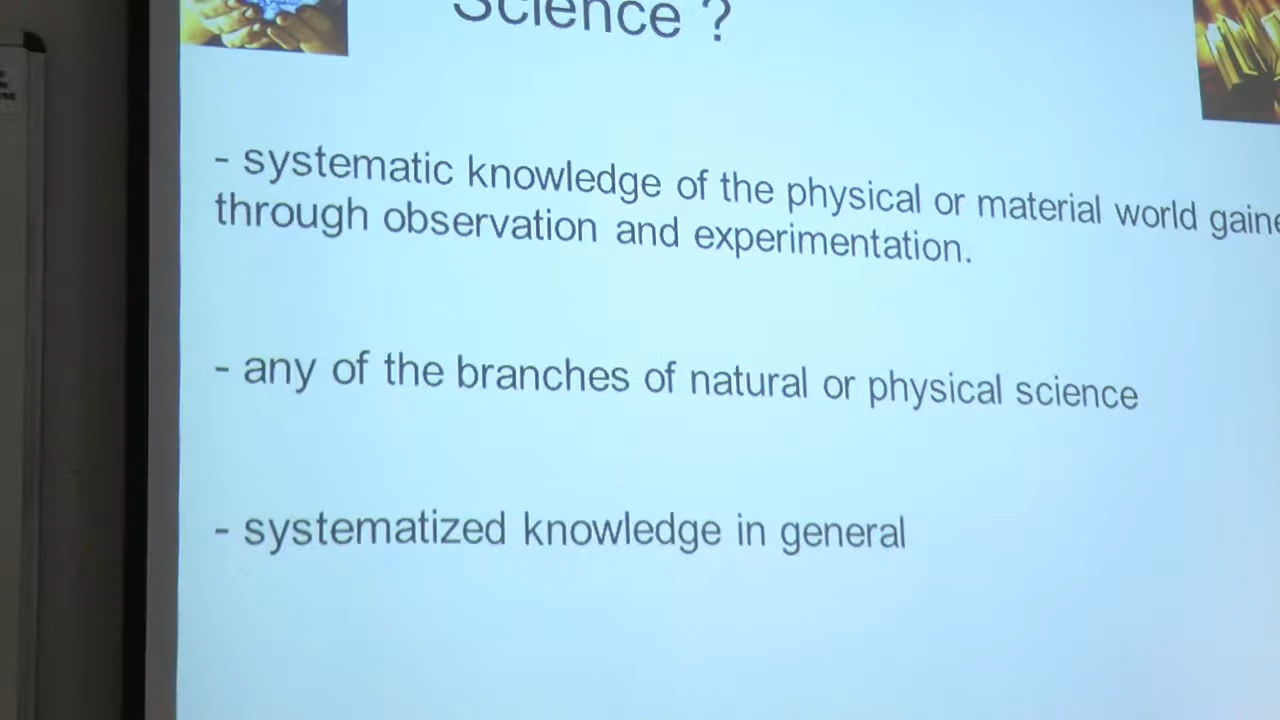 Science ?
- systematic knowledge of the physical or material world
through observation and experimentation.
- any of the branches of natural or physical science
- systematized knowledge in general